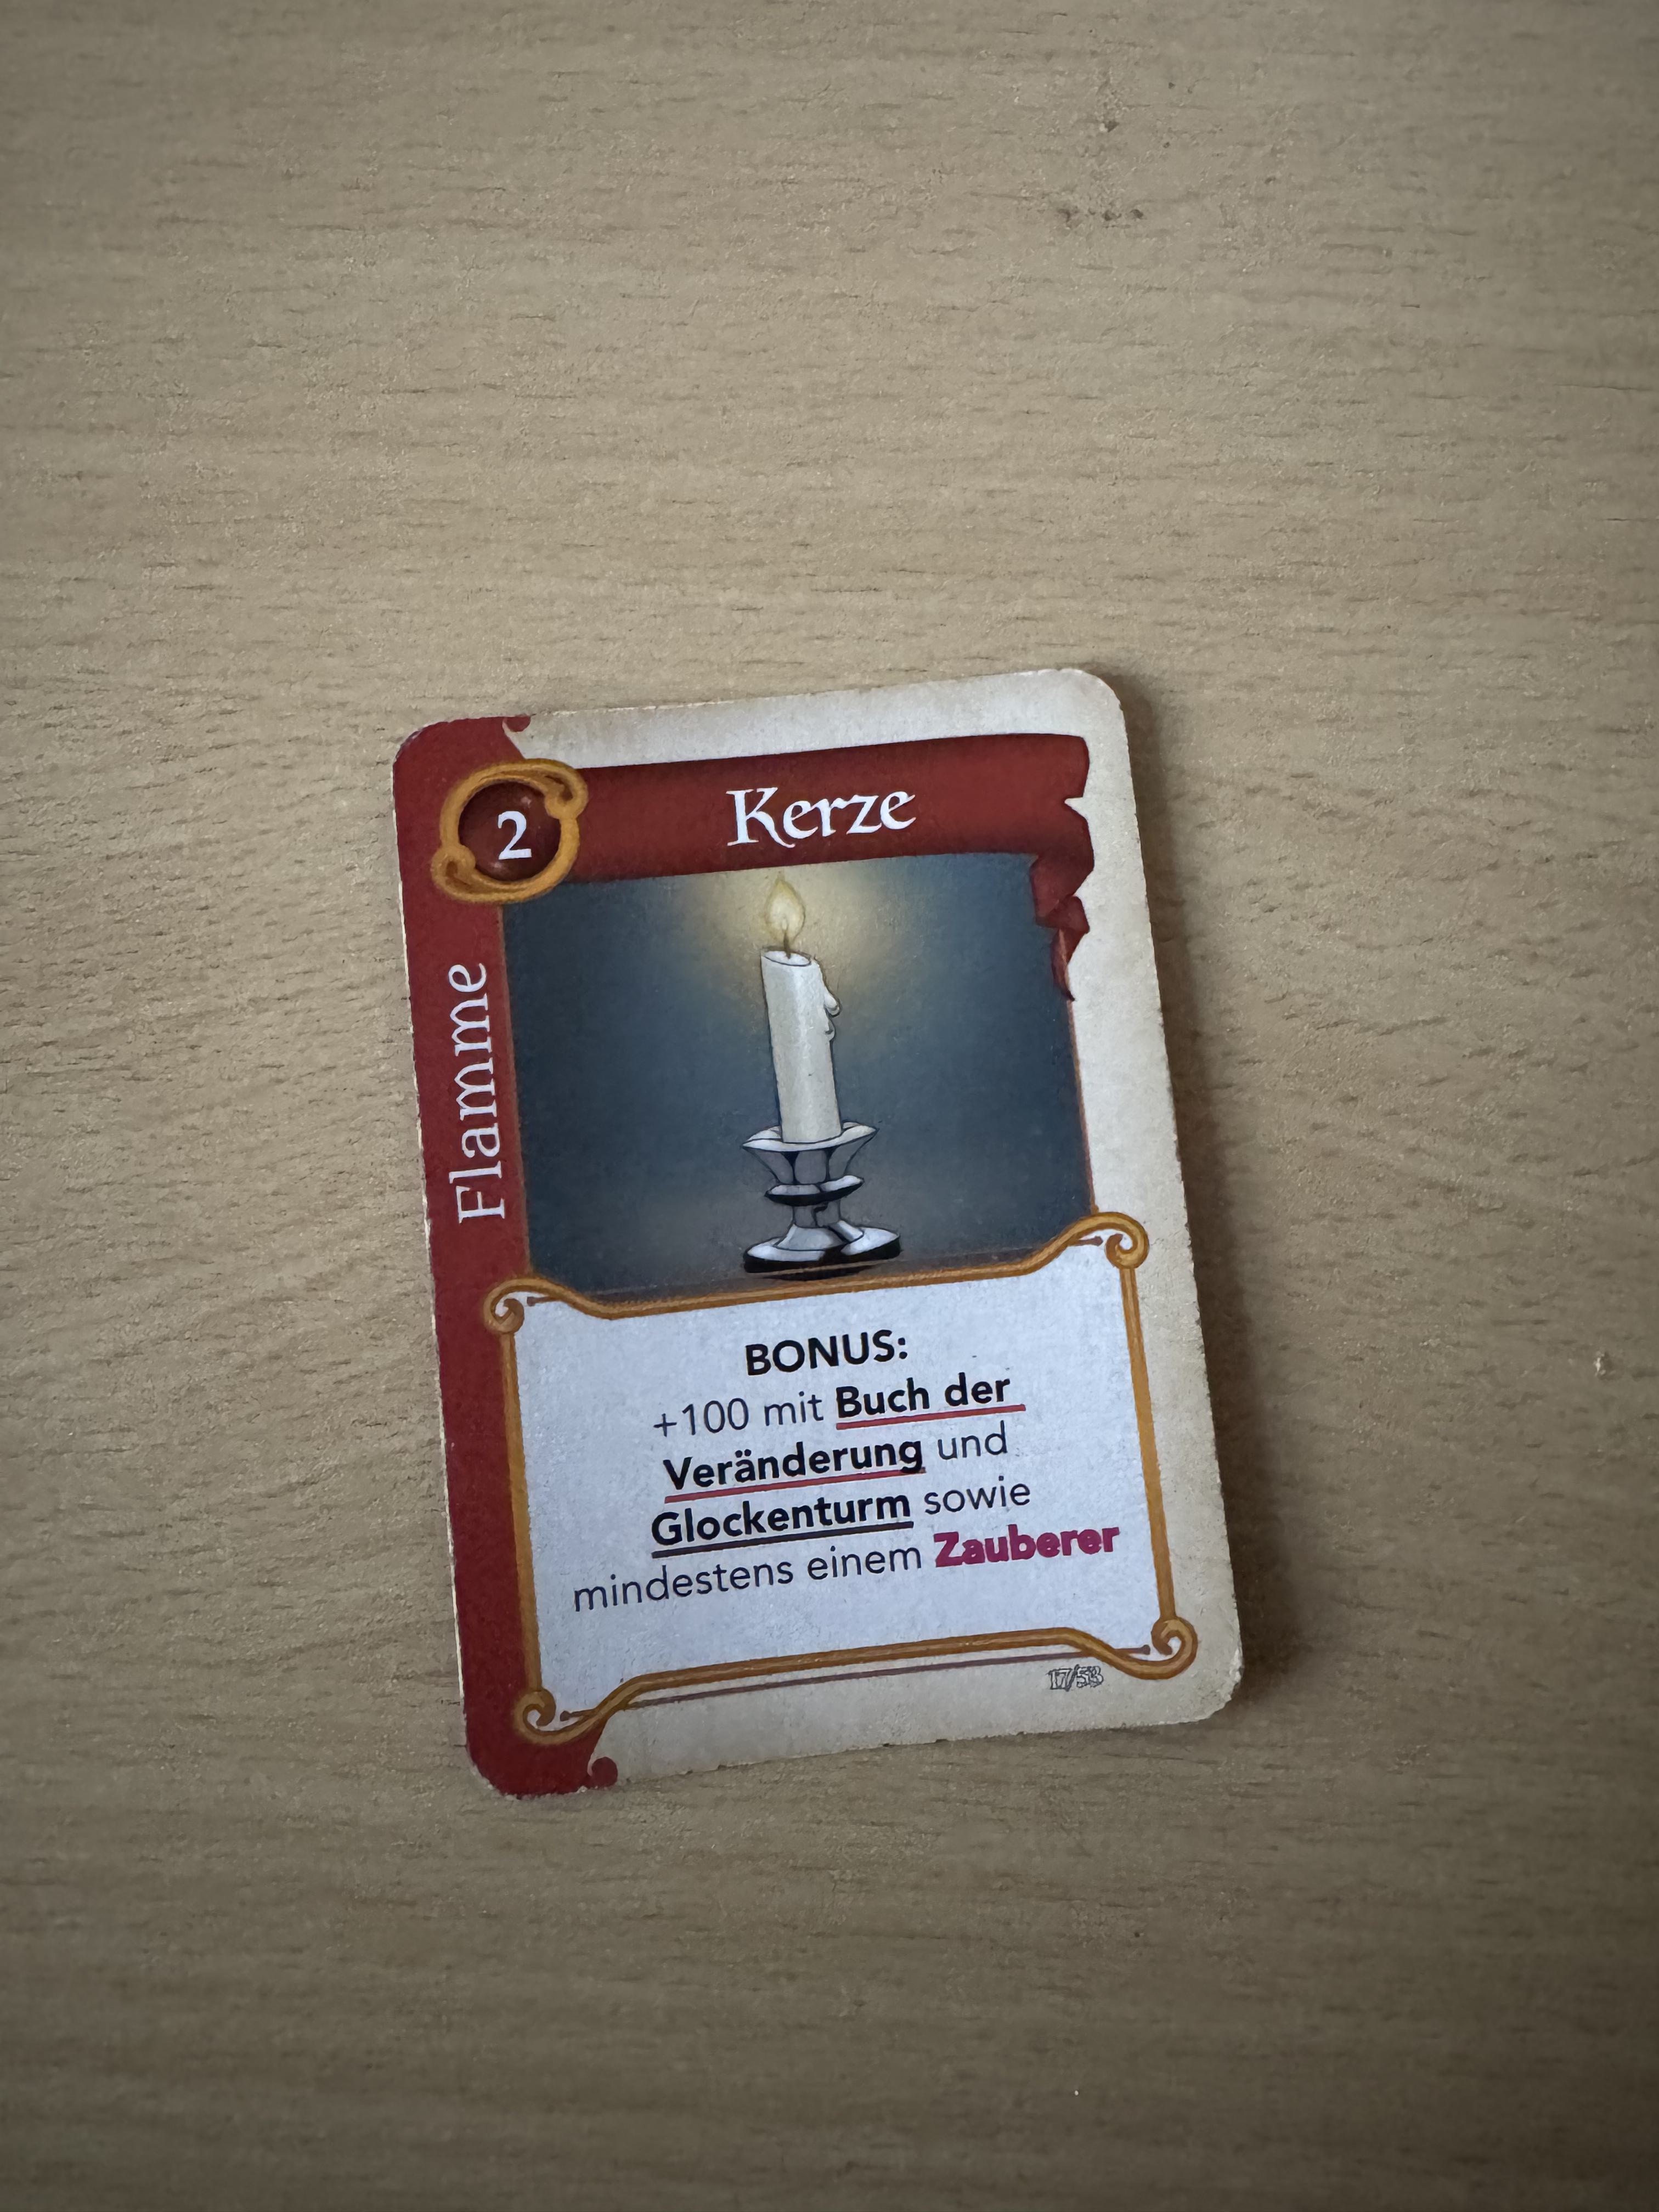 2
Kerze
Flamme
BONUS:
+100 mit Buch der
Veränderung und
Glockenturm sowie
mindestens einem Zauberer
17/53